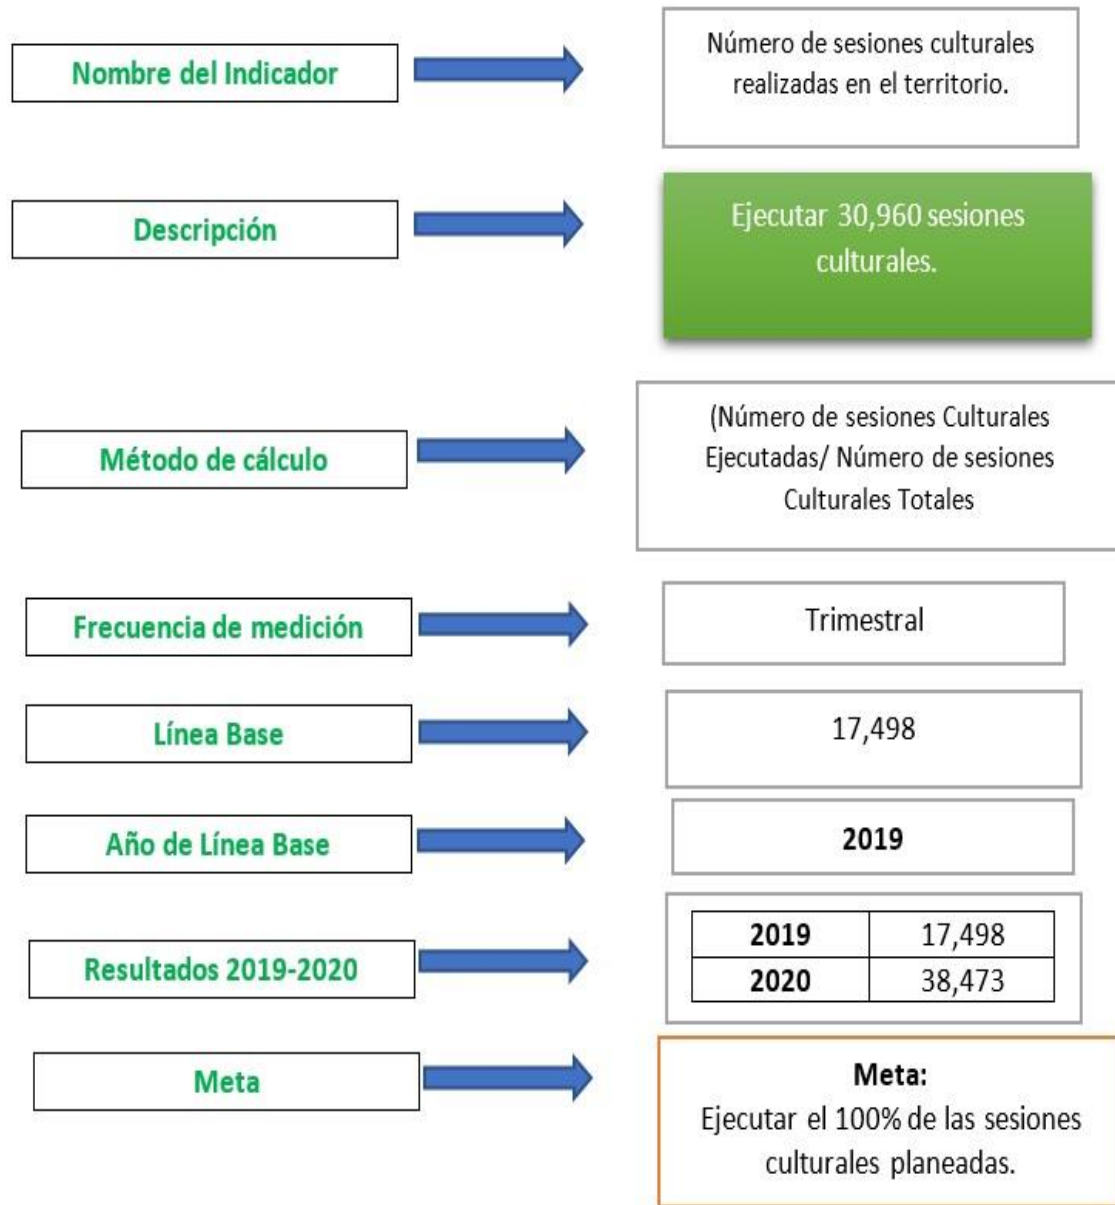 Nombre del Indicador
Número de sesiones culturales
realizadas en el territorio.
Descripción
Ejecutar 30,960 sesiones
culturales.
Método de cálculo
(Número de sesiones Culturales
Ejecutadas/ Número de sesiones
Culturales Totales
Frecuencia de medición
Trimestral
Línea Base
17,498
Año de Línea Base
2019
Resultados 2019-2020
2019 17,498
2020 38,473
Meta
Meta:
Ejecutar el 100% de las sesiones
culturales planeadas.